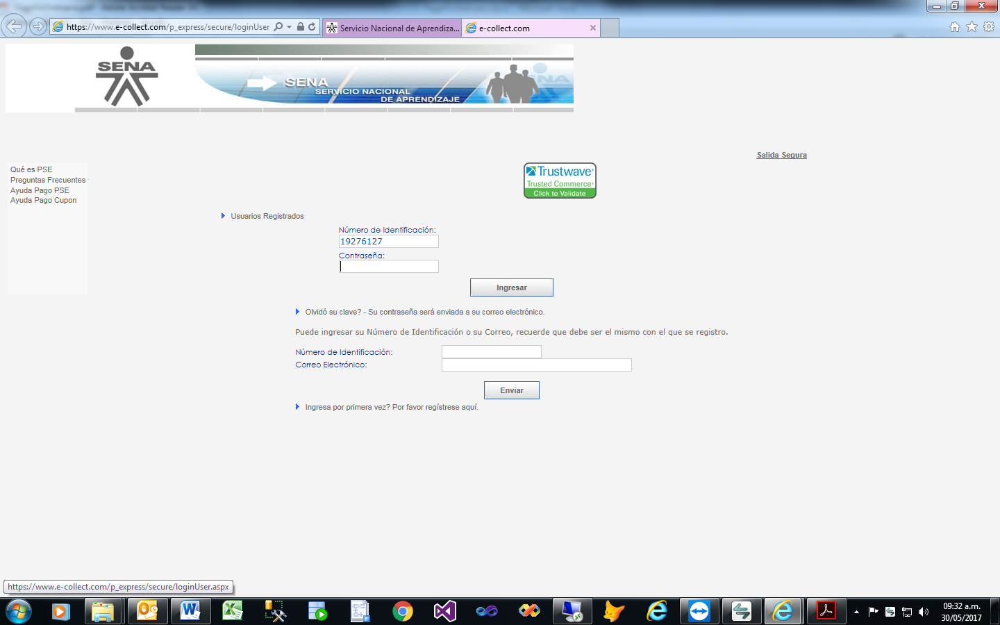 https://www.e-collect.com/p_express/secure/loginUser
Servicio Nacional de Aprendiza...
e-collect.com
SENA
SENA
SERVICIO NACIONAL
DE APRENDIZAJE
Salida Segura
Qué es PSE
Preguntas Frecuentes
Ayuda Pago PSE
Ayuda Pago Cupon
Trustwave®
Trusted Commerce®
Click to Validate
Usuarios Registrados
Número de Identificación:
19276127
Contraseña:
Ingresar
Olvidó su clave? - Su contraseña será enviada a su correo electrónico.
Puede ingresar su Número de Identificación o su Correo, recuerde que debe ser el mismo con el que se registro.
Número de Identificación:
Correo Electrónico:
Enviar
Ingresa por primera vez? Por favor regístrese aquí.
https://www.e-collect.com/p_express/secure/loginUser.aspx
09:32 a.m.
30/05/2017